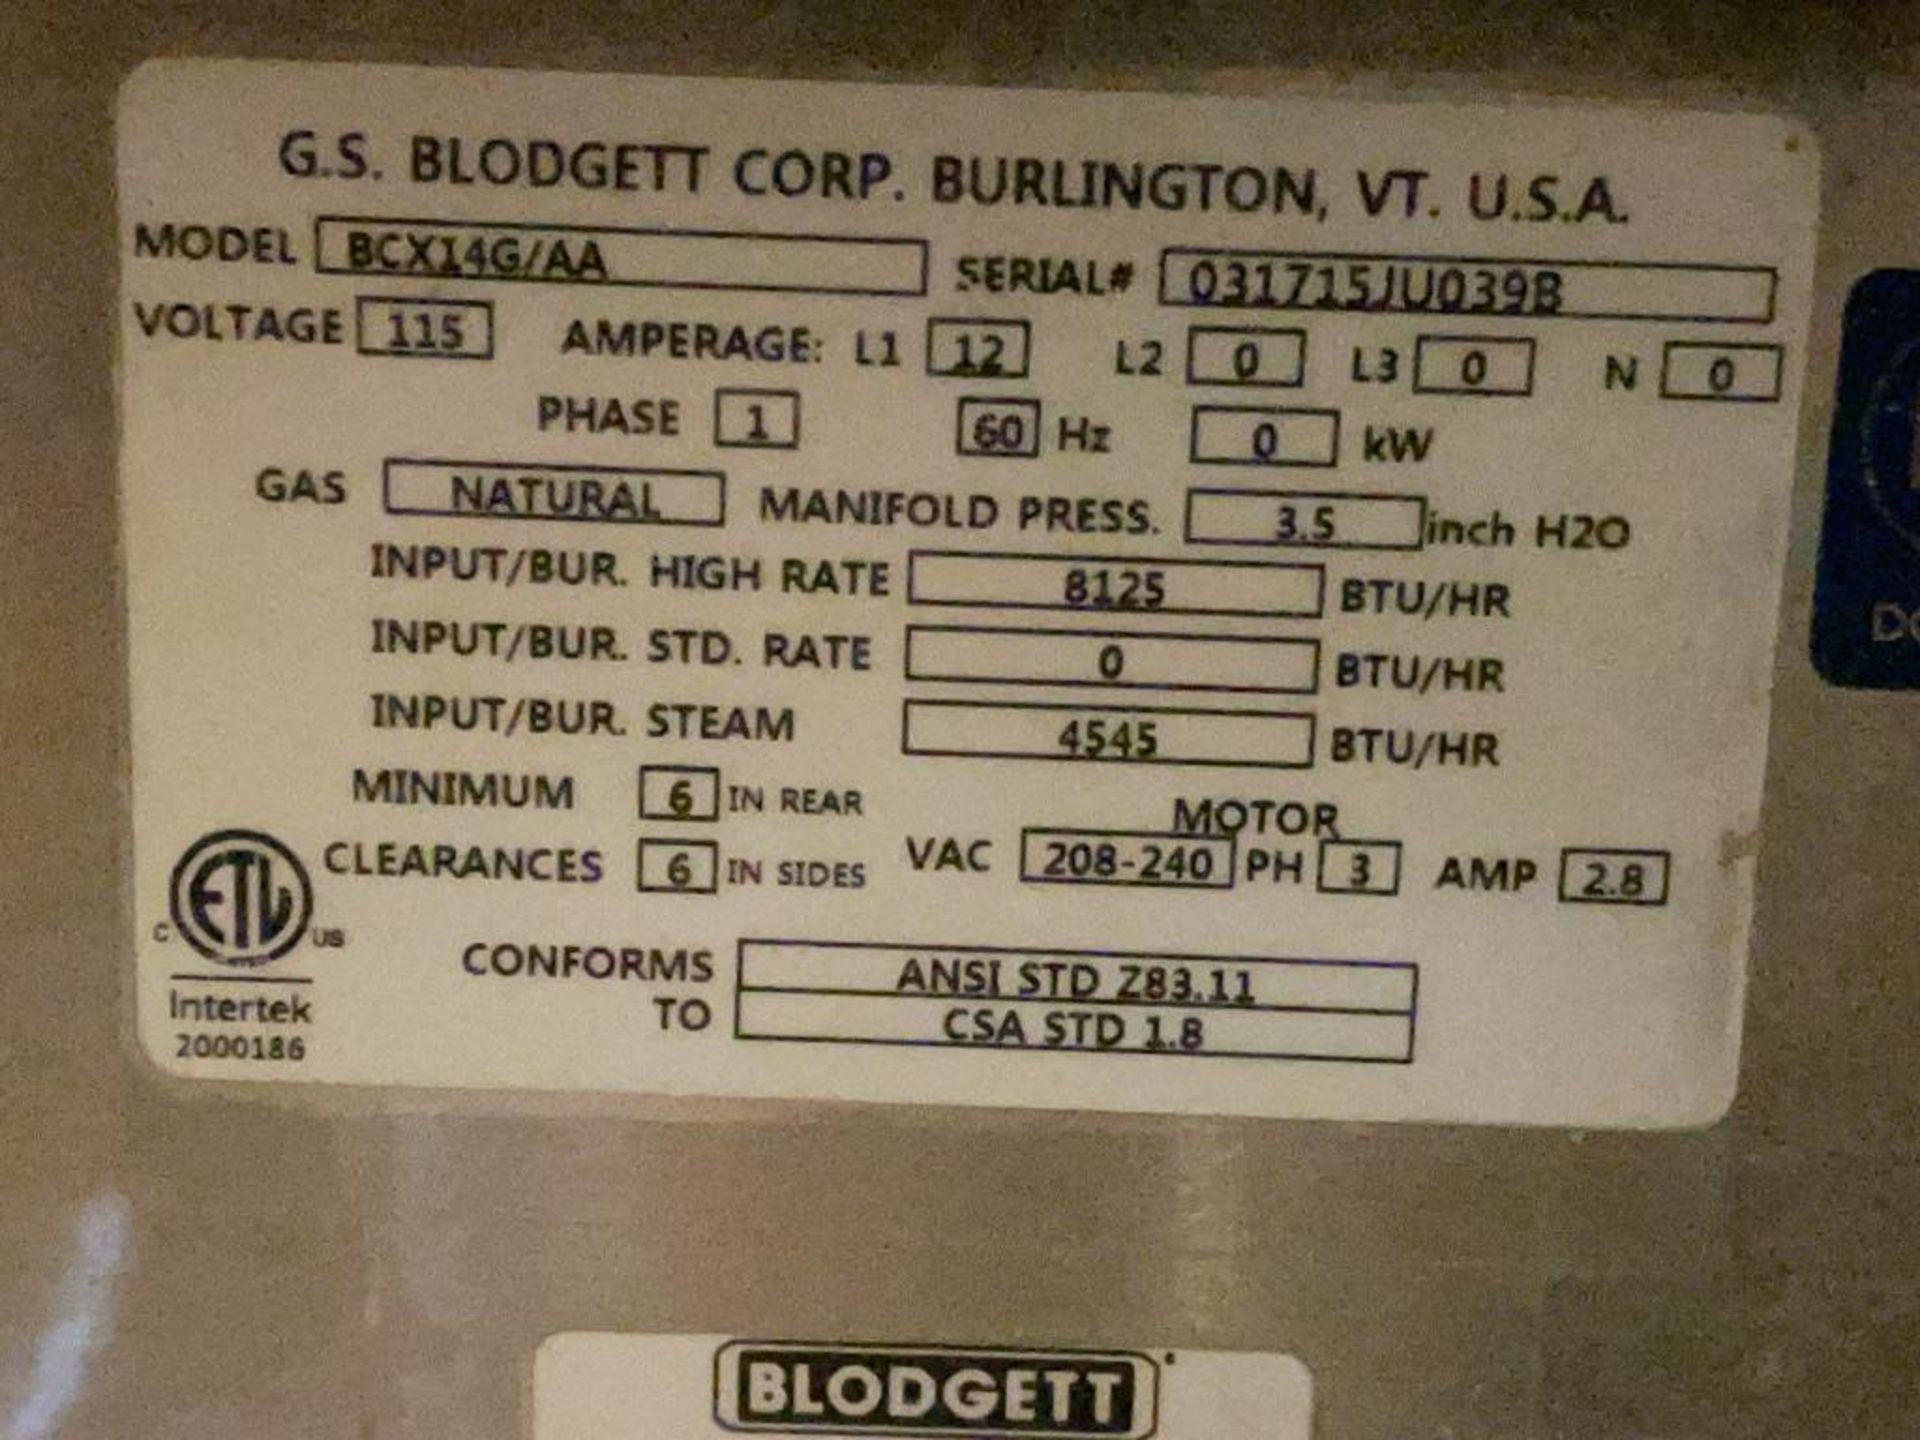 G.S. BLODGETT CORP. BURLINGTON, VT. U.S.A.
MODEL BCX14G/AA SERIAL# 031715JU039B
VOLTAGE 115 AMPERAGE: L1 12 L2 0 L3 0 N 0
PHASE 1 60 Hz 0 kW
GAS NATURAL MANIFOLD PRESS. 3.5 inch H2O
INPUT/BUR. HIGH RATE 8125 BTU/HR
INPUT/BUR. STD. RATE 0 BTU/HR
INPUT/BUR. STEAM 4545 BTU/HR
MINIMUM 6 IN REAR MOTOR
CLEARANCES 6 IN SIDES VAC 208-240 PH 3 AMP 2.8
C ETL US
CONFORMS ANSI STD Z83.11
TO CSA STD 1.8
Intertek
2000186
BLODGETT